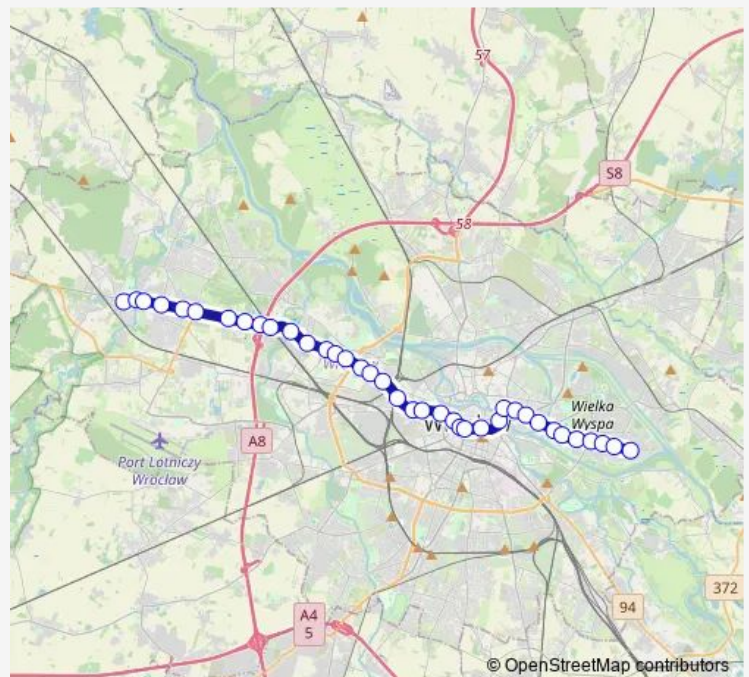 57
S8
58
Wielka
Wyspa
A8
Port Lotniczy
Wrocław
372
A4
5
94
© OpenStreetMap contributors